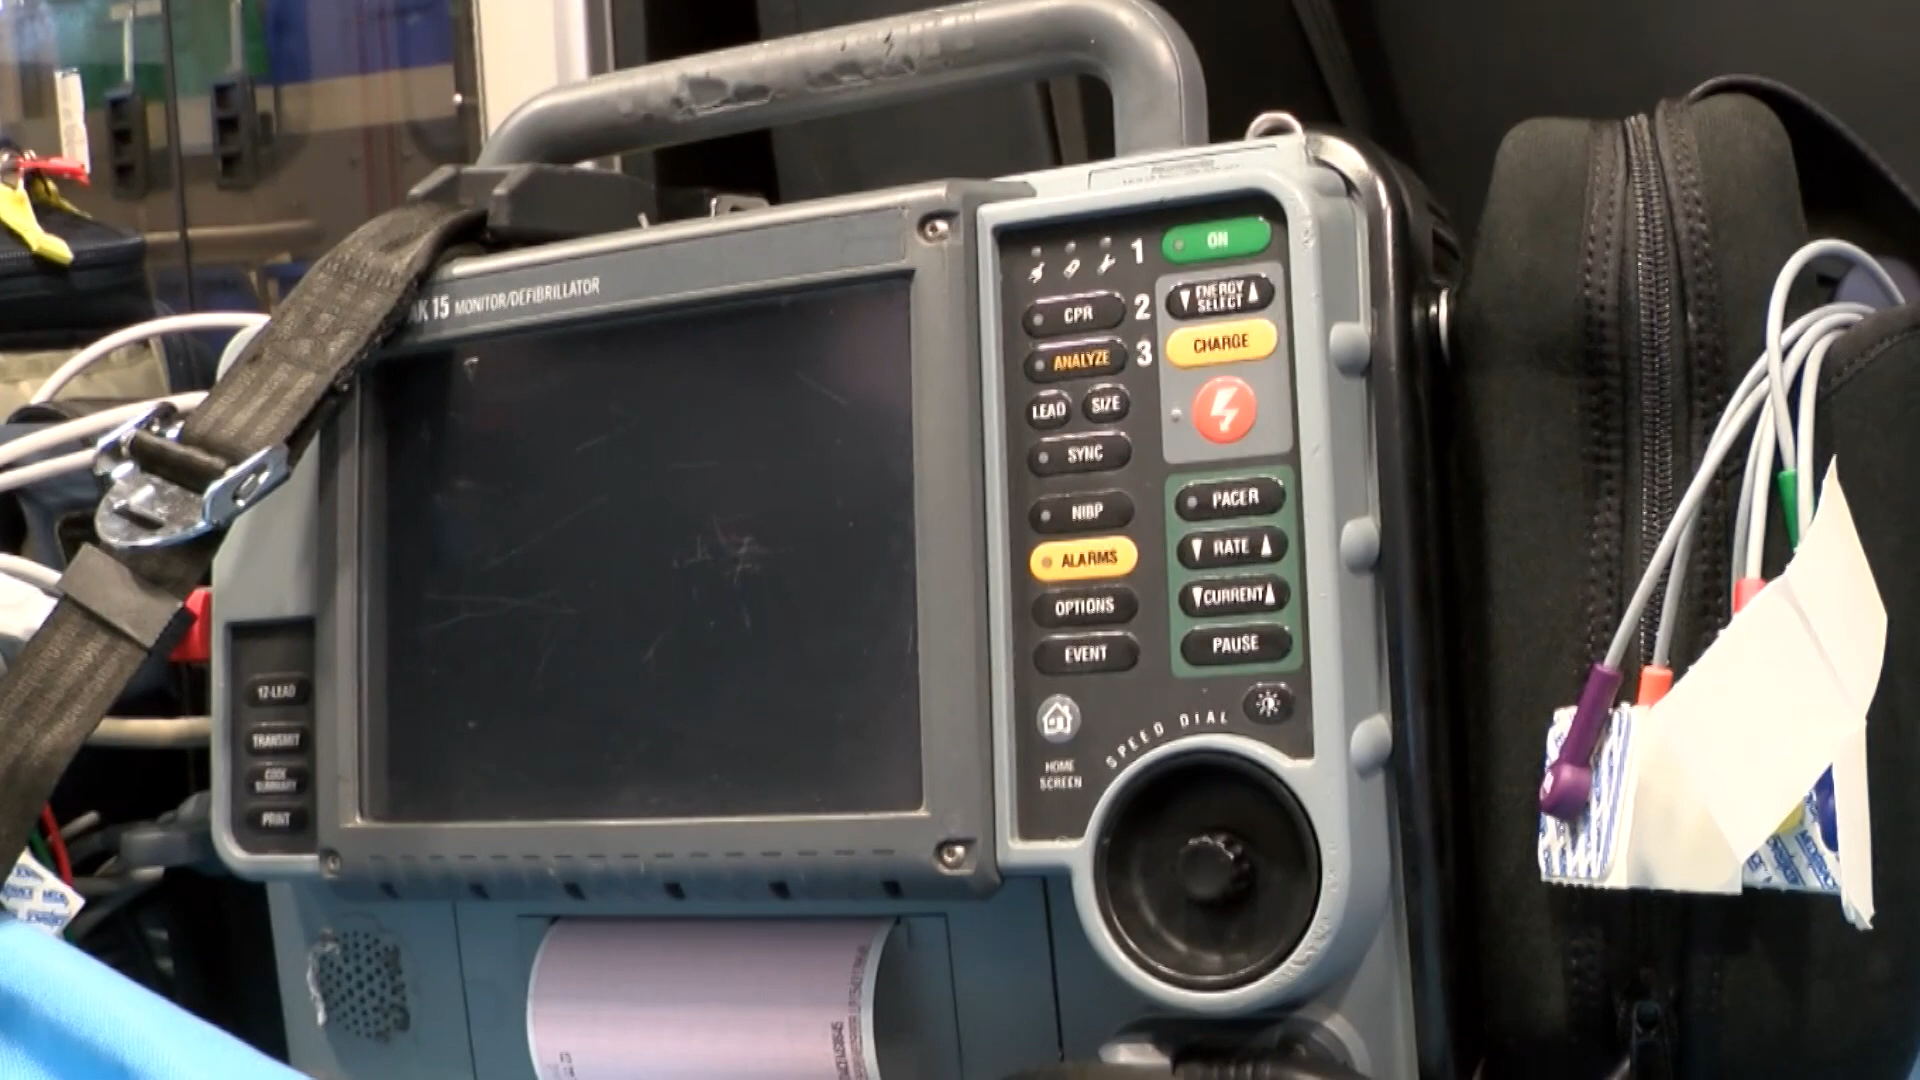 15 MONITOR/DEFIBRILLATOR
1
ON
2
CPR
ENERGY
SELECT
3
ANALYZE
CHARGE
LEAD
SIZE
SYNC
NIBP
PACER
ALARMS
RATE
OPTIONS
CURRENT
EVENT
PAUSE
HOME
SCREEN
SPEED DIAL
12-LEAD
TRANSMIT
CODE
SUMMARY
PRINT